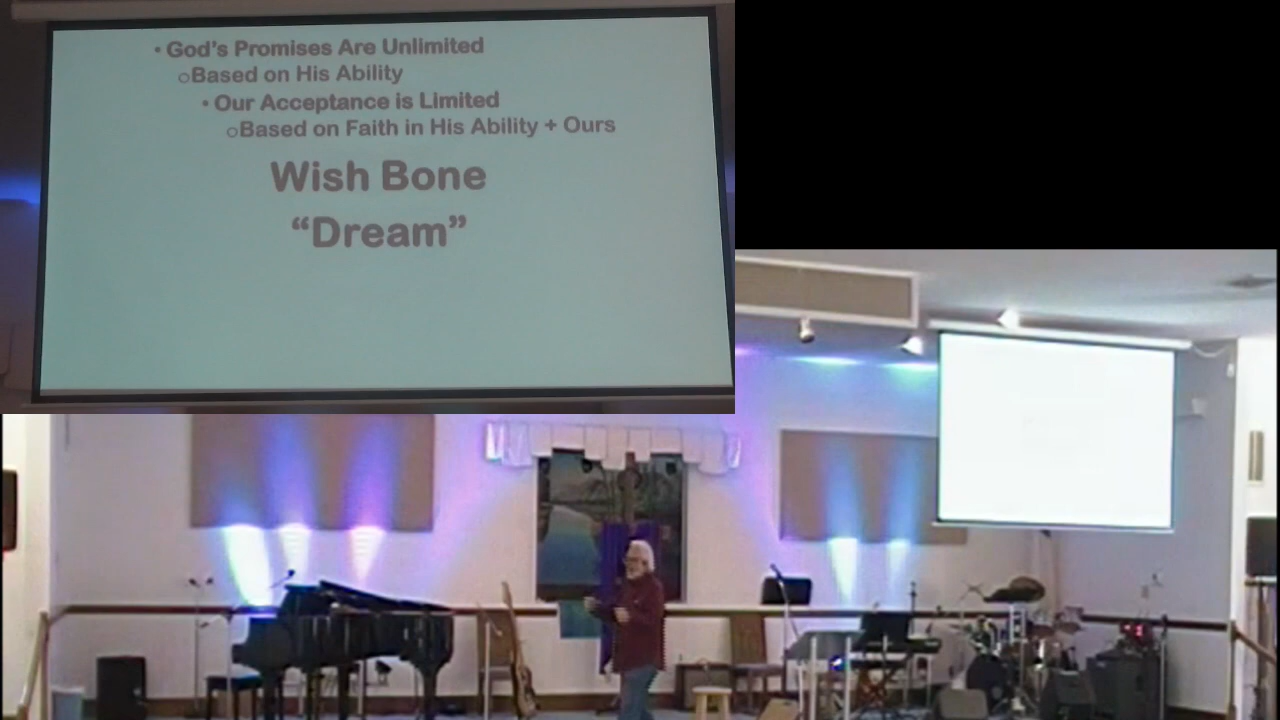 • God's Promises Are Unlimited
○Based on His Ability
• Our Acceptance is Limited
○Based on Faith in His Ability + Ours
Wish Bone
“Dream”